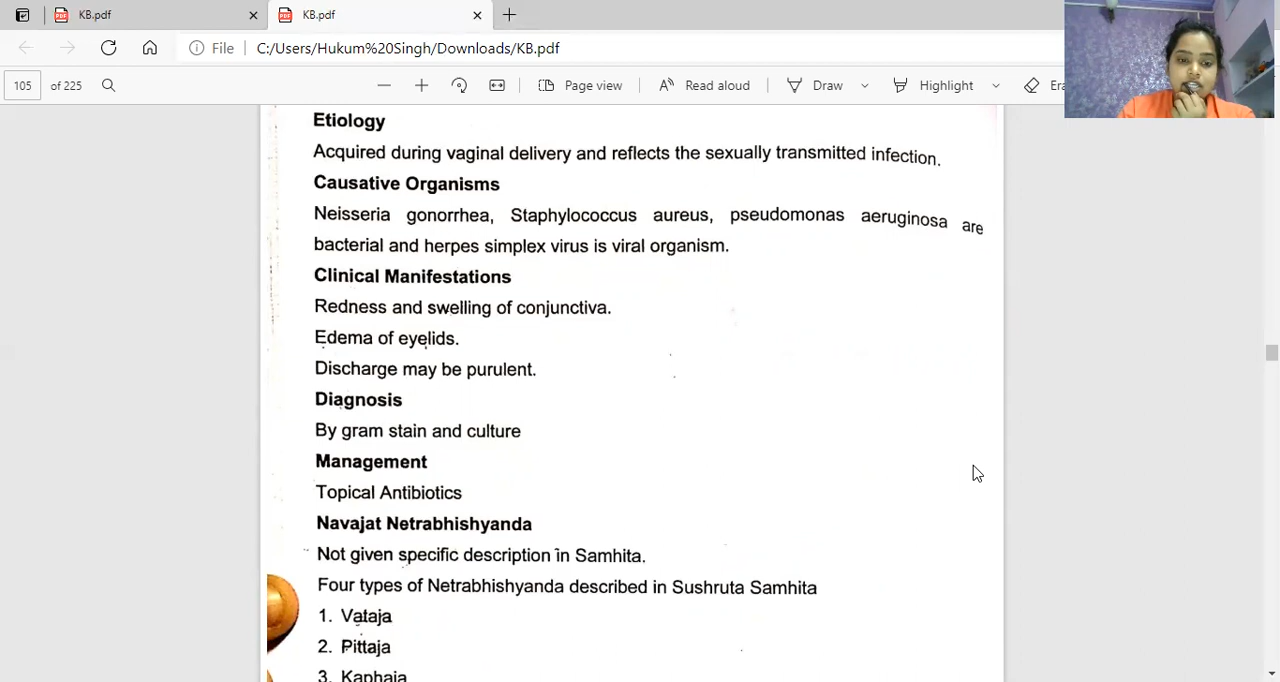 KB.pdf
KB.pdf
File C:/Users/Hukum%20Singh/Downloads/KB.pdf
105 of 225 Page view Read aloud Draw Highlight Era
Etiology
Acquired during vaginal delivery and reflects the sexually transmitted infection.
Causative Organisms
Neisseria gonorrhea, Staphylococcus aureus, pseudomonas aeruginosa are
bacterial and herpes simplex virus is viral organism.
Clinical Manifestations
Redness and swelling of conjunctiva.
Edema of eyelids.
Discharge may be purulent.
Diagnosis
By gram stain and culture
Management
Topical Antibiotics
Navajat Netrabhishyanda
Not given specific description in Samhita.
Four types of Netrabhishyanda described in Sushruta Samhita
1. Vataja
2. Pittaja
3. Kaphaja